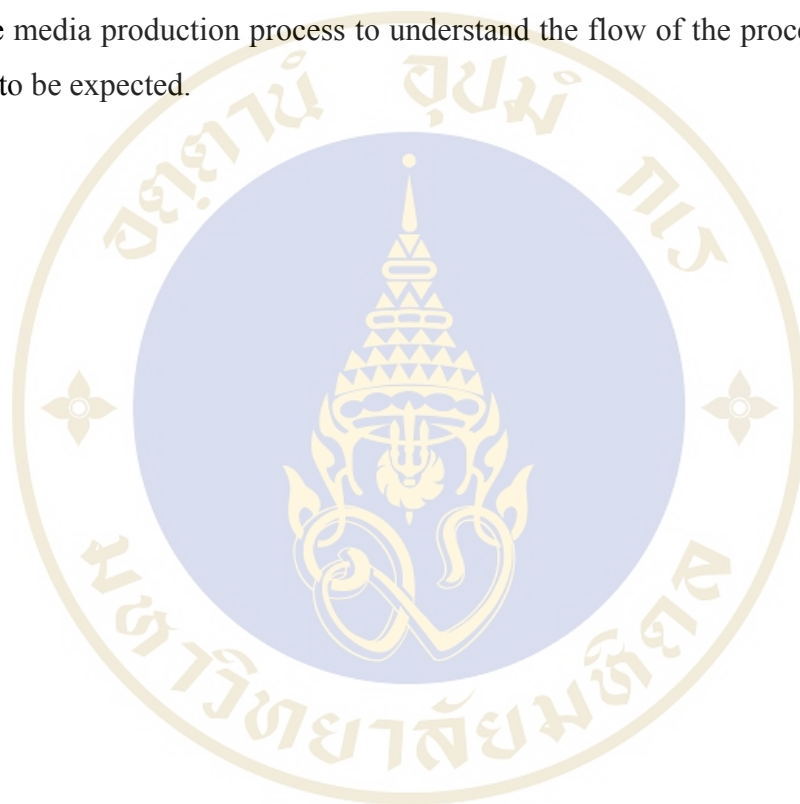 media production process to understand the flow of the proce
to be expected.
อตฺตานํ อุปมํ กเร
มหาวิทยาลัยมหิดล